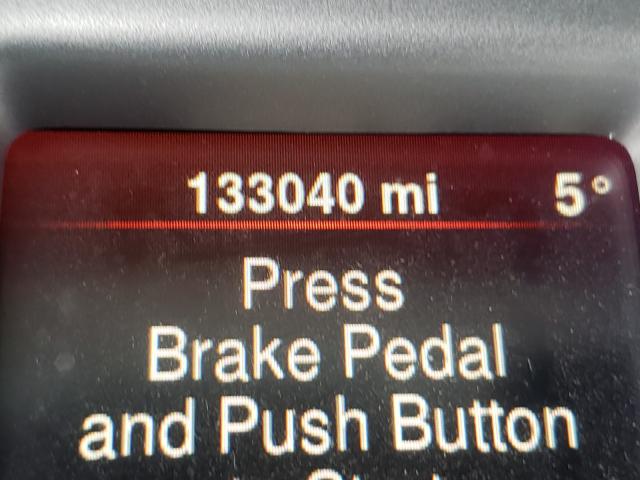 133040 mi 5°
Press
Brake Pedal
and Push Button